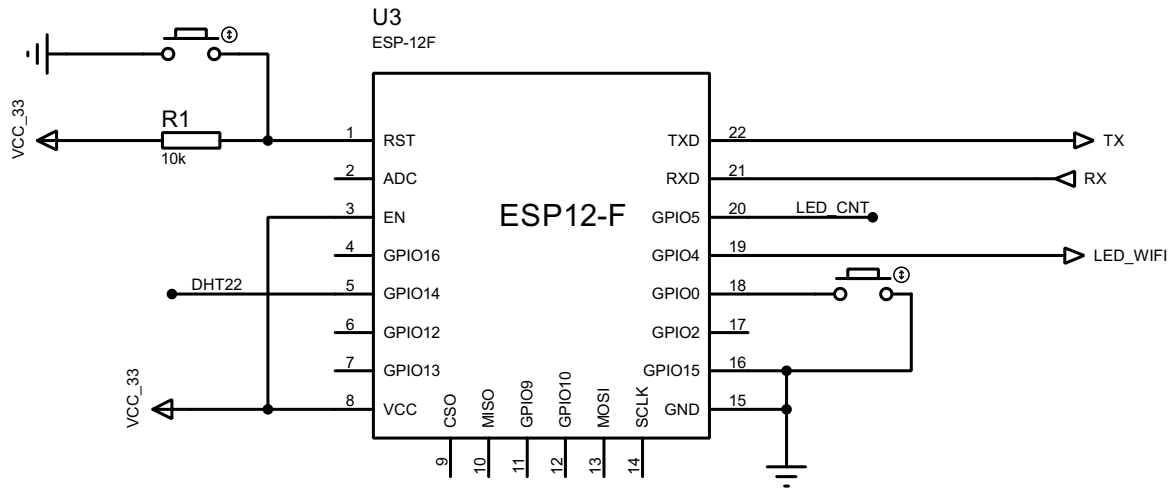 U3
ESP-12F
VCC_33
R1
10k
1 RST
2 ADC
3 EN
4 GPIO16
DHT22
5 GPIO14
6 GPIO12
7 GPIO13
VCC_33
8 VCC
ESP12-F
TXD 22 TX
RXD 21 RX
GPIO5 20 LED_CNT
GPIO4 19 LED_WIFI
GPIO0 18
GPIO2 17
GPIO15 16
GND 15
CSO
MISO
GPIO9
GPIO10
MOSI
SCLK
9
10
11
12
13
14